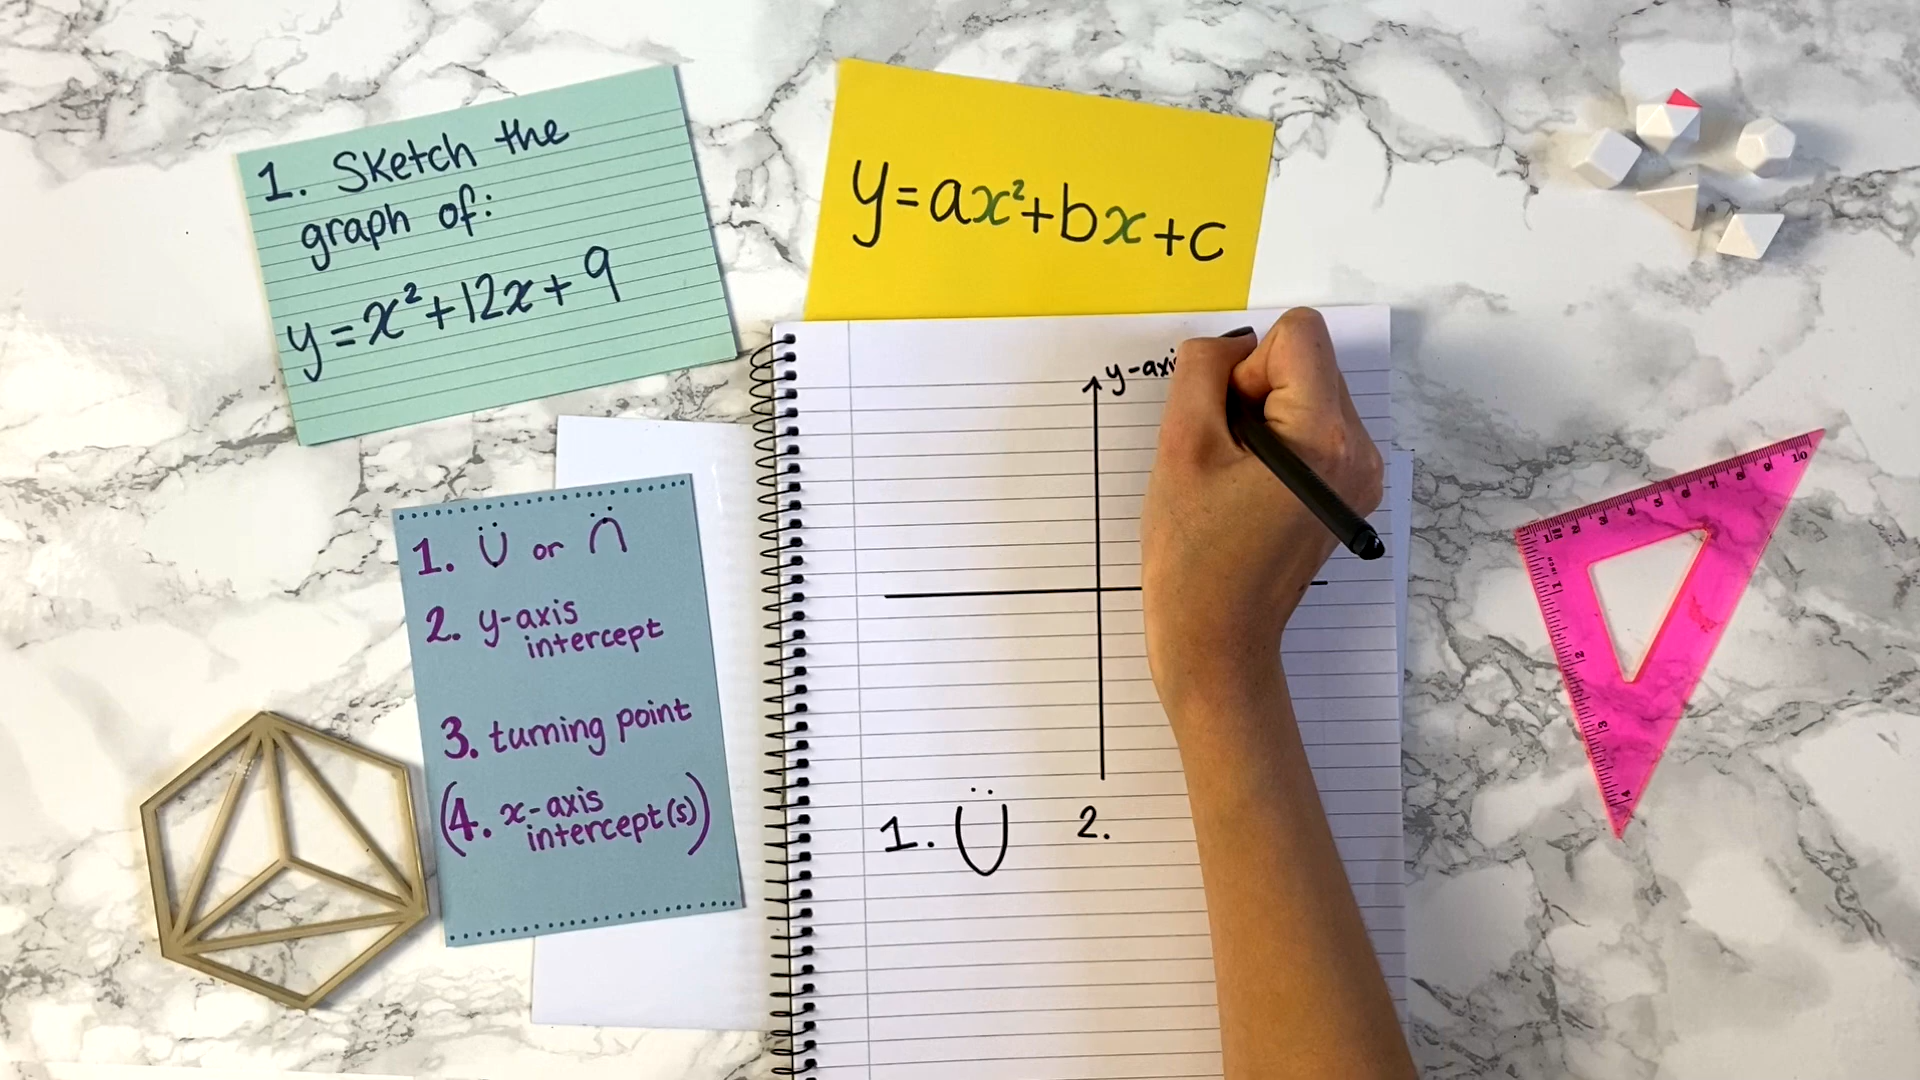 1. Sketch the
graph of:
y = x² + 12x + 9
y = ax² + bx + c
1. Ü or ∩̈
2. y-axis
intercept
3. turning point
(4. x-axis
intercept(s))
1. Ü 2.